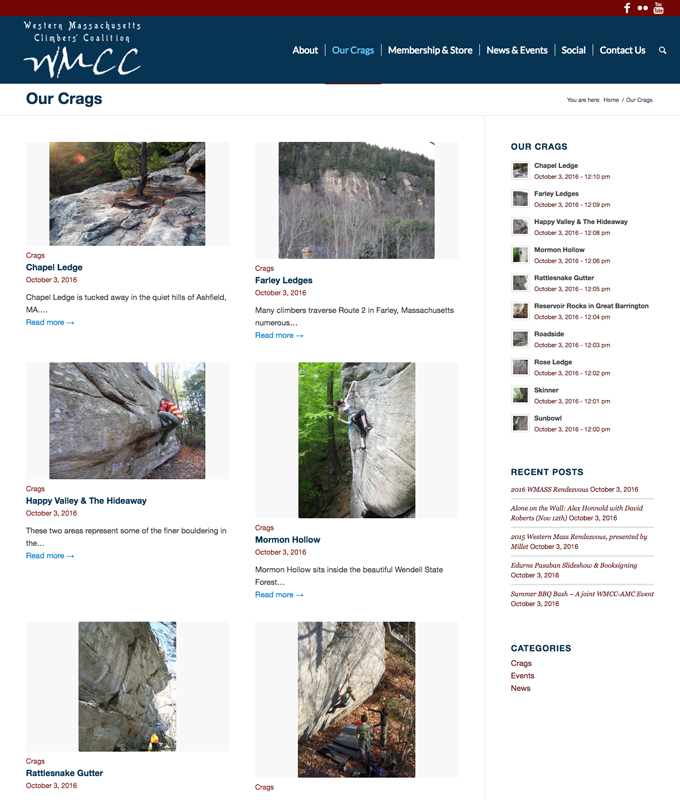 Western Massachusetts
Climbers' Coalition
WMCC
About
Our Crags
Membership & Store
News & Events
Social
Contact Us
Our Crags
You are here: Home / Our Crags
Crags
Chapel Ledge
October 3, 2016
Chapel Ledge is tucked away in the quiet hills of Ashfield,
MA.…
Read more →
Crags
Farley Ledges
October 3, 2016
Many climbers traverse Route 2 in Farley, Massachusetts
numerous…
Read more →
Crags
Happy Valley & The Hideaway
October 3, 2016
These two areas represent some of the finer bouldering in
the…
Read more →
Crags
Mormon Hollow
October 3, 2016
Mormon Hollow sits inside the beautiful Wendell State
Forest…
Read more →
Crags
Rattlesnake Gutter
October 3, 2016
Crags
OUR CRAGS
Chapel Ledge
October 3, 2016 - 12:10 pm
Farley Ledges
October 3, 2016 - 12:09 pm
Happy Valley & The Hideaway
October 3, 2016 - 12:08 pm
Mormon Hollow
October 3, 2016 - 12:06 pm
Rattlesnake Gutter
October 3, 2016 - 12:05 pm
Reservoir Rocks in Great Barrington
October 3, 2016 - 12:04 pm
Roadside
October 3, 2016 - 12:03 pm
Rose Ledge
October 3, 2016 - 12:02 pm
Skinner
October 3, 2016 - 12:01 pm
Sunbowl
October 3, 2016 - 12:00 pm
RECENT POSTS
2016 WMASS Rendezvous October 3, 2016
Alone on the Wall: Alex Honnold with David
Roberts (Nov 12th) October 3, 2016
2015 Western Mass Rendezvous, presented by
Millet October 3, 2016
Edurne Pasaban Slideshow & Booksigning
October 3, 2016
Summer BBQ Bash – A joint WMCC-AMC Event
October 3, 2016
CATEGORIES
Crags
Events
News